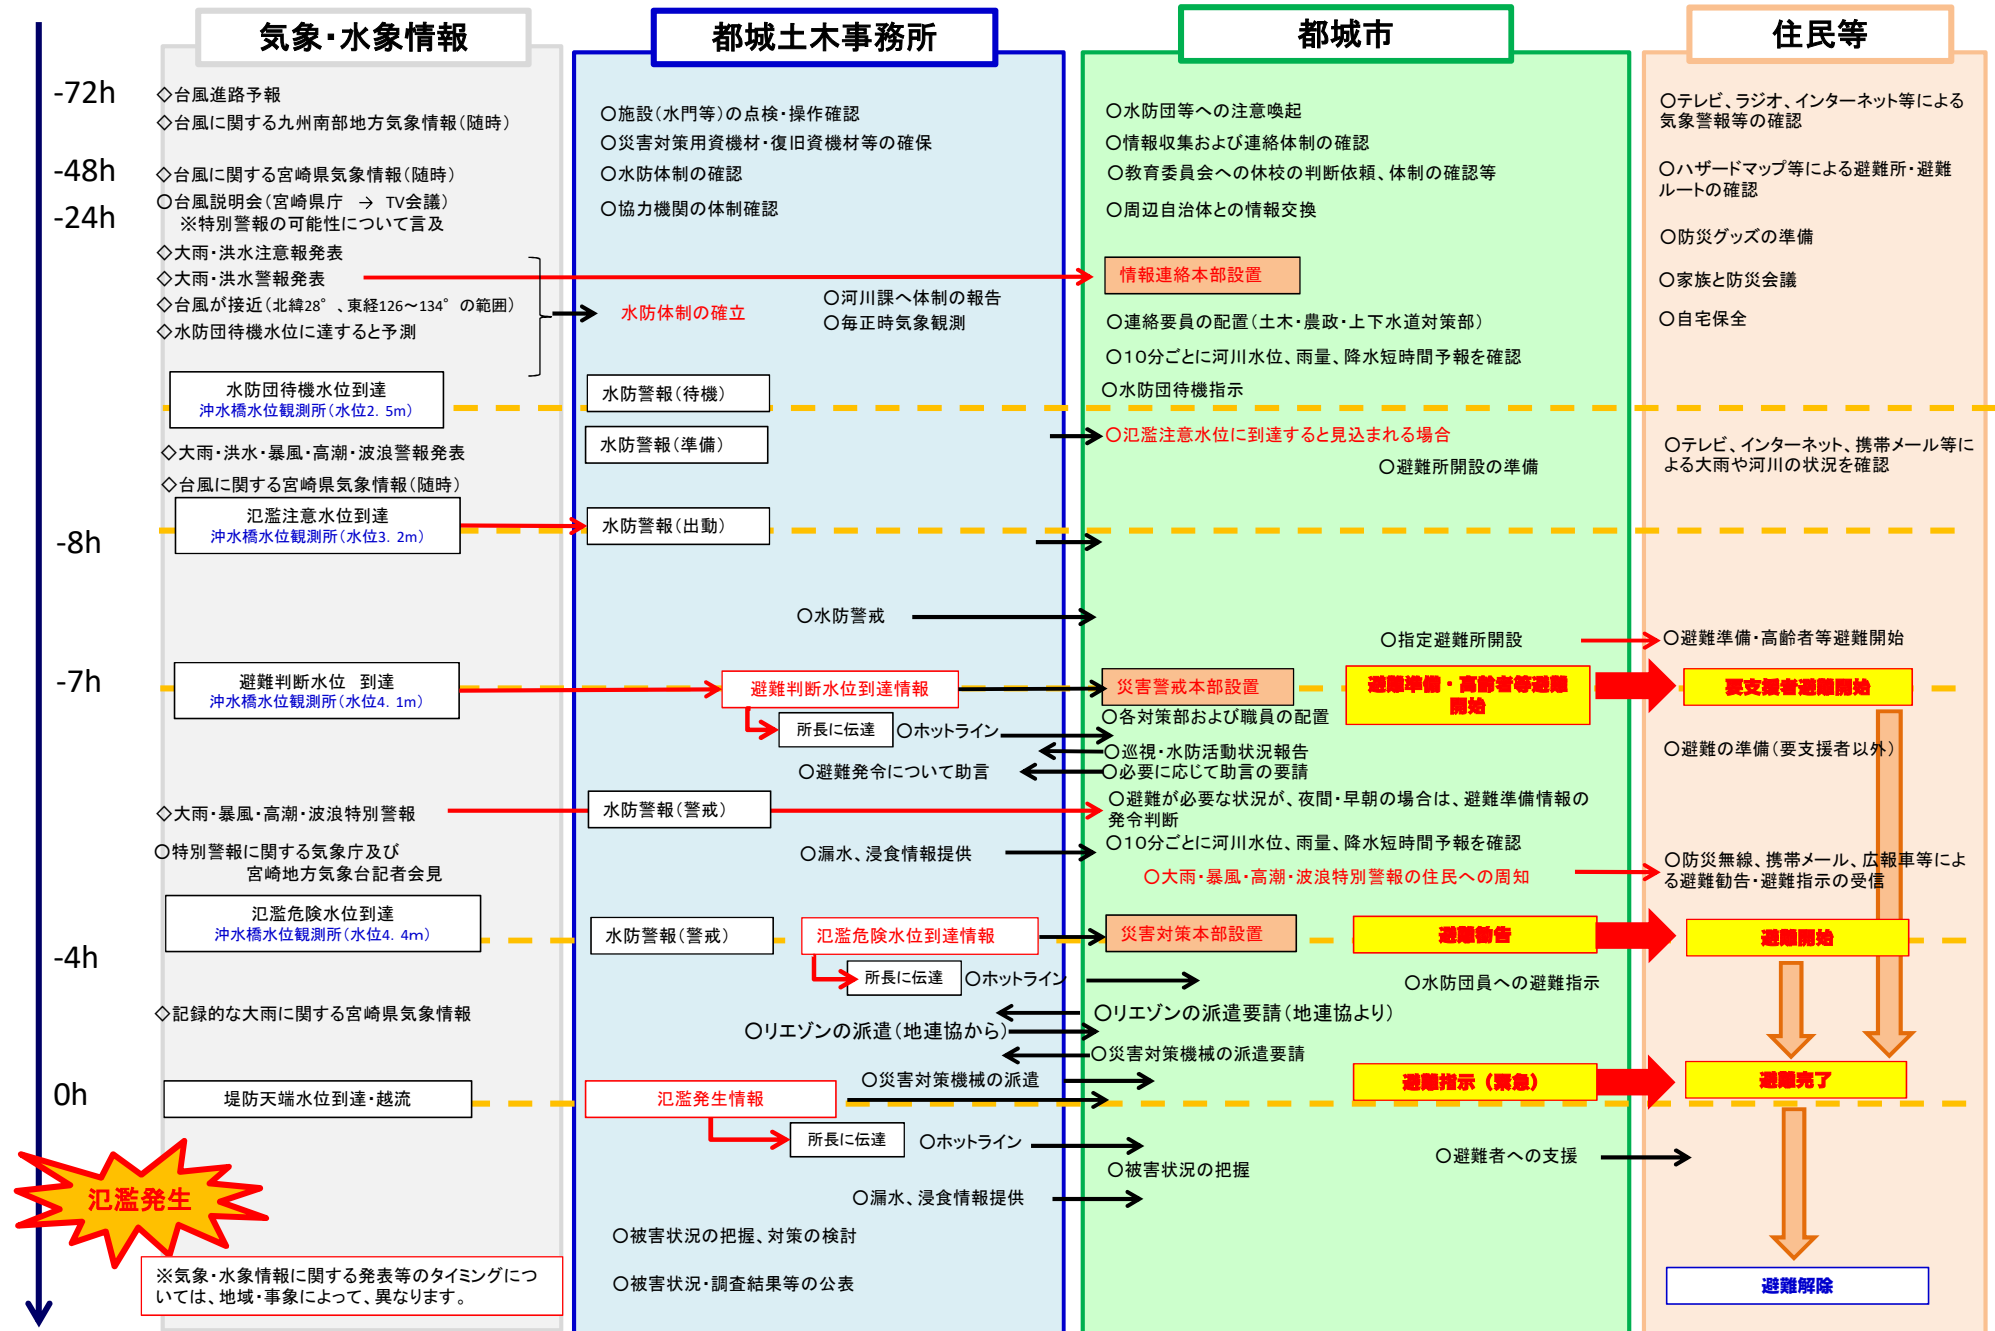 気象・水象情報
都城土木事務所
都城市
住民等
-72h
-48h
-24h
-8h
-7h
-4h
0h
氾濫発生
◇台風進路予報
◇台風に関する九州南部地方気象情報(随時)
◇台風に関する宮崎県気象情報(随時)
○台風説明会(宮崎県庁 → TV会議)
※特別警報の可能性について言及
◇大雨・洪水注意報発表
◇大雨・洪水警報発表
◇台風が接近(北緯28°、東経126~134°の範囲)
◇水防団待機水位に達すると予測
水防団待機水位到達
沖水橋水位観測所(水位2.5m)
◇大雨・洪水・暴風・高潮・波浪警報発表
◇台風に関する宮崎県気象情報(随時)
氾濫注意水位到達
沖水橋水位観測所(水位3.2m)
避難判断水位 到達
沖水橋水位観測所(水位4.1m)
◇大雨・暴風・高潮・波浪特別警報
○特別警報に関する気象庁及び
宮崎地方気象台記者会見
氾濫危険水位到達
沖水橋水位観測所(水位4.4m)
◇記録的な大雨に関する宮崎県気象情報
堤防天端水位到達・越流
※気象・水象情報に関する発表等のタイミングにつ
いては、地域・事象によって、異なります。
○施設(水門等)の点検・操作確認
○災害対策用資機材・復旧資機材等の確保
○水防体制の確認
○協力機関の体制確認
水防体制の確立
○河川課へ体制の報告
○毎正時気象観測
水防警報(待機)
水防警報(準備)
水防警報(出動)
○水防警戒
避難判断水位到達情報
所長に伝達
○ホットライン
○避難発令について助言
水防警報(警戒)
○漏水、浸食情報提供
水防警報(警戒)
氾濫危険水位到達情報
所長に伝達
○ホットライン
○リエゾンの派遣(地連協から)
○災害対策機械の派遣
氾濫発生情報
所長に伝達
○ホットライン
○漏水、浸食情報提供
○被害状況の把握、対策の検討
○被害状況・調査結果等の公表
○水防団等への注意喚起
○情報収集および連絡体制の確認
○教育委員会への休校の判断依頼、体制の確認等
○周辺自治体との情報交換
情報連絡本部設置
○連絡要員の配置(土木・農政・上下水道対策部)
○10分ごとに河川水位、雨量、降水短時間予報を確認
○水防団待機指示
○氾濫注意水位に到達すると見込まれる場合
○避難所開設の準備
○指定避難所開設
災害警戒本部設置
避難準備・高齢者等避難
開始
○各対策部および職員の配置
○巡視・水防活動状況報告
○必要に応じて助言の要請
○避難が必要な状況が、夜間・早朝の場合は、避難準備情報の
発令判断
○10分ごとに河川水位、雨量、降水短時間予報を確認
○大雨・暴風・高潮・波浪特別警報の住民への周知
災害対策本部設置
避難勧告
○水防団員への避難指示
○リエゾンの派遣要請(地連協より)
○災害対策機械の派遣要請
避難指示(緊急)
○被害状況の把握
○避難者への支援
○テレビ、ラジオ、インターネット等による
気象警報等の確認
○ハザードマップ等による避難所・避難
ルートの確認
○防災グッズの準備
○家族と防災会議
○自宅保全
○テレビ、インターネット、携帯メール等に
よる大雨や河川の状況を確認
○避難準備・高齢者等避難開始
要支援者避難開始
○避難の準備(要支援者以外)
○防災無線、携帯メール、広報車等によ
る避難勧告・避難指示の受信
避難開始
避難完了
避難解除